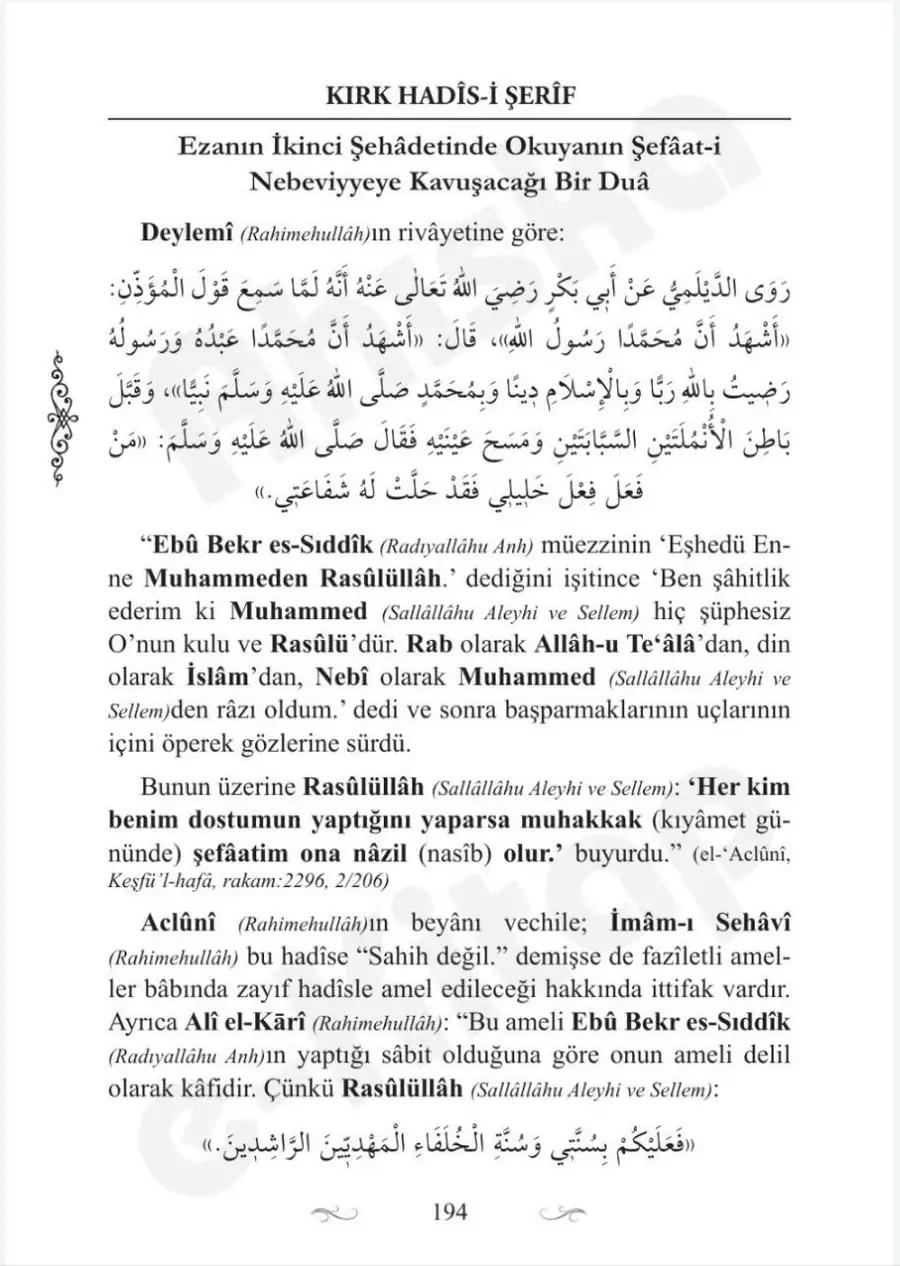 KIRK HADÎS-İ ŞERÎF
Ezanın İkinci Şehâdetinde Okuyanın Şefâat-i
Nebeviyyeye Kavuşacağı Bir Duâ
Deylemî (Rahimehullâh)ın rivâyetine göre:
رَوَى الدَّيْلَمِيُّ عَنْ أَبِي بَكْرٍ رَضِيَ اللهُ تَعَالٰى عَنْهُ أَنَّهُ لَمَّا سَمِعَ قَوْلَ الْمُؤَذِّنِ:
«أَشْهَدُ أَنَّ مُحَمَّدًا رَسُولُ اللهِ»، قَالَ: «أَشْهَدُ أَنَّ مُحَمَّدًا عَبْدُهُ وَرَسُولُهُ
رَضِيتُ بِاللهِ رَبًّا وَبِالْإِسْلَامِ دِينًا وَبِمُحَمَّدٍ صَلَّى اللهُ عَلَيْهِ وَسَلَّمَ نَبِيًّا»، وَقَبَّلَ
بَاطِنَ الْأُنْمُلَتَيْنِ السَّبَّابَتَيْنِ وَمَسَحَ عَيْنَيْهِ فَقَالَ صَلَّى اللهُ عَلَيْهِ وَسَلَّمَ: «مَنْ
فَعَلَ فِعْلَ خَلِيلِي فَقَدْ حَلَّتْ لَهُ شَفَاعَتِي.»
“Ebû Bekr es-Sıddîk (Radıyallâhu Anh) müezzinin ‘Eşhedü En-
ne Muhammeden Rasûlüllâh.’ dediğini işitince ‘Ben şâhitlik
ederim ki Muhammed (Sallâllâhu Aleyhi ve Sellem) hiç şüphesiz
O’nun kulu ve Rasûlü’dür. Rab olarak Allâh-u Te‘âlâ’dan, din
olarak İslâm’dan, Nebî olarak Muhammed (Sallâllâhu Aleyhi ve
Sellem)den râzı oldum.’ dedi ve sonra başparmaklarının uçlarının
içini öperek gözlerine sürdü.
Bunun üzerine Rasûlüllâh (Sallâllâhu Aleyhi ve Sellem): ‘Her kim
benim dostumun yaptığını yaparsa muhakkak (kıyâmet gü-
nünde) şefâatim ona nâzil (nasîb) olur.’ buyurdu.” (el-‘Aclûnî,
Keşfü’l-hafâ, rakam:2296, 2/206)
Aclûnî (Rahimehullâh)ın beyânı vechile; İmâm-ı Sehâvî
(Rahimehullâh) bu hadîse “Sahih değil.” demişse de fazîletli amel-
ler bâbında zayıf hadîsle amel edileceği hakkında ittifak vardır.
Ayrıca Alî el-Kārî (Rahimehullâh): “Bu ameli Ebû Bekr es-Sıddîk
(Radıyallâhu Anh)ın yaptığı sâbit olduğuna göre onun ameli delil
olarak kâfidir. Çünkü Rasûlüllâh (Sallâllâhu Aleyhi ve Sellem):
«فَعَلَيْكُمْ بِسُنَّتِي وَسُنَّةِ الْخُلَفَاءِ الْمَهْدِيِّينَ الرَّاشِدِينَ.»
194
Ahıska
e-Kitap